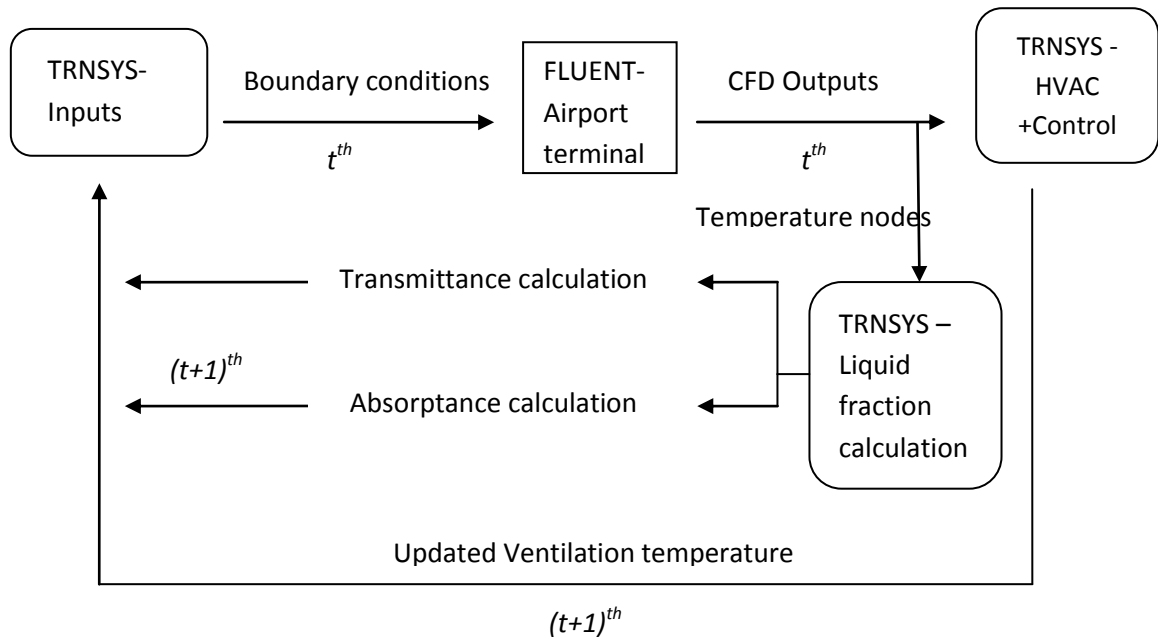 TRNSYS-
Inputs
Boundary conditions
t^th
FLUENT-
Airport
terminal
CFD Outputs
t^th
TRNSYS -
HVAC
+Control
Temperature nodes
Transmittance calculation
(t+1)^th
Absorptance calculation
TRNSYS –
Liquid
fraction
calculation
Updated Ventilation temperature
(t+1)^th